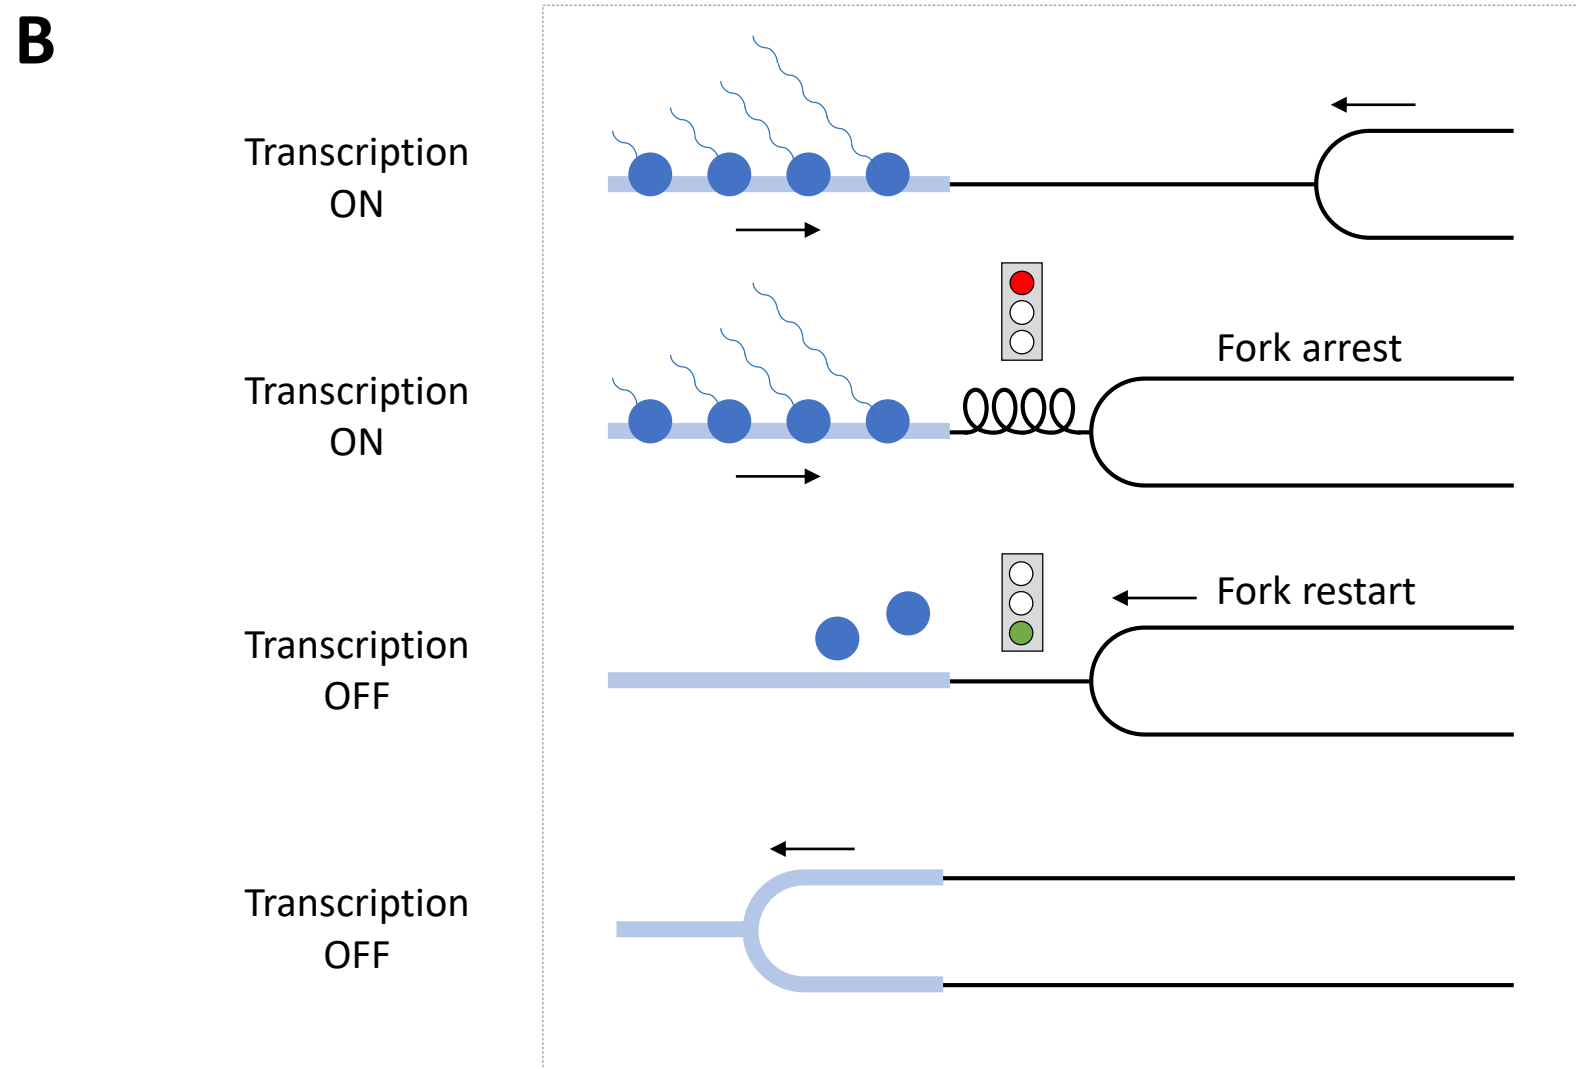 B
Transcription
ON
Transcription
ON
Fork arrest
Transcription
OFF
Fork restart
Transcription
OFF